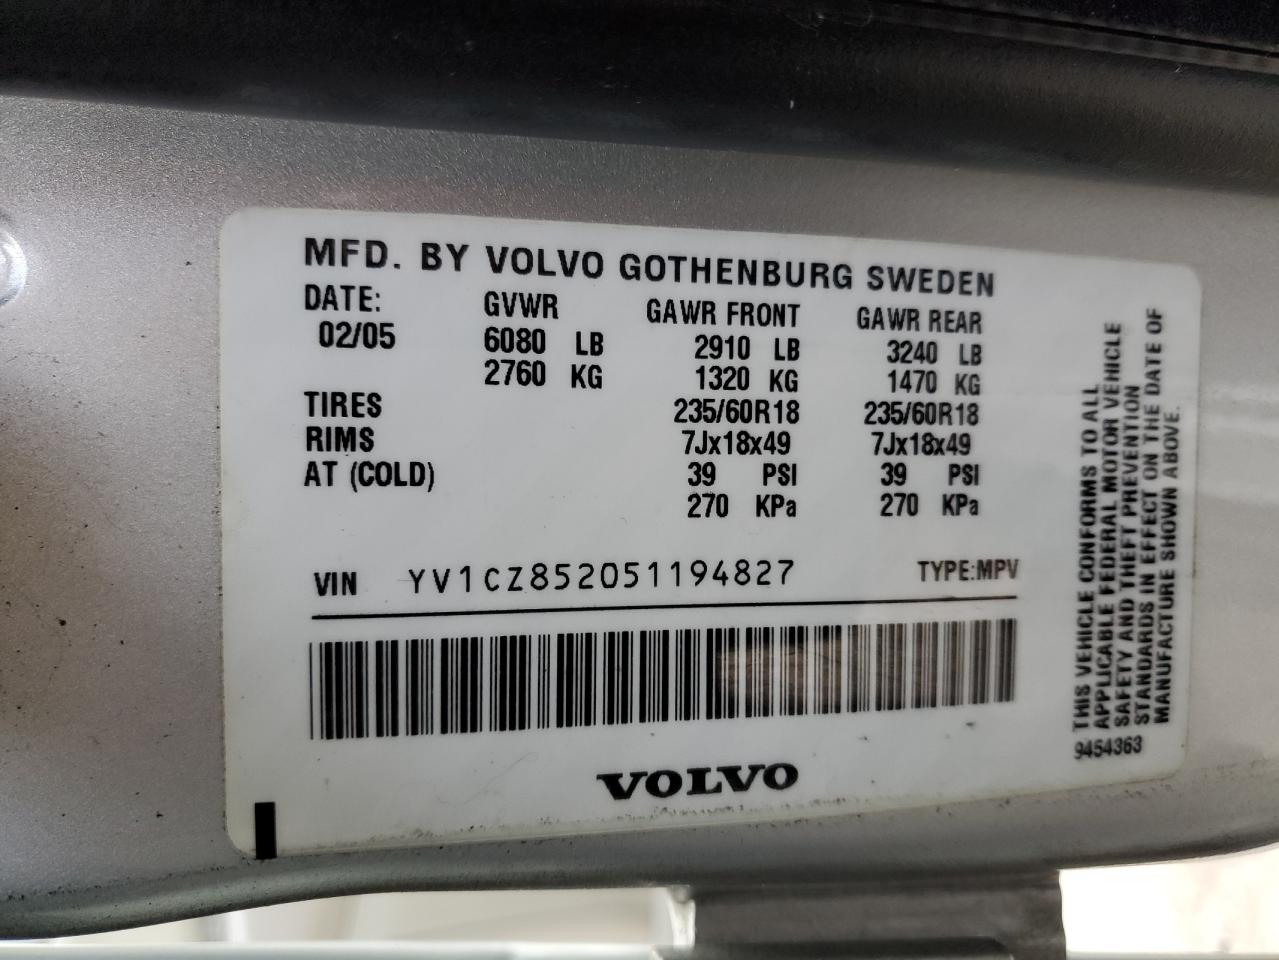 MFD. BY VOLVO GOTHENBURG SWEDEN
DATE: GVWR GAWR FRONT GAWR REAR
02/05 6080 LB 2910 LB 3240 LB
2760 KG 1320 KG 1470 KG
TIRES 235/60R18 235/60R18
RIMS 7Jx18x49 7Jx18x49
AT (COLD) 39 PSI 39 PSI
270 KPa 270 KPa
VIN YV1CZ852051194827 TYPE:MPV
VOLVO
THIS VEHICLE CONFORMS TO ALL
APPLICABLE FEDERAL MOTOR VEHICLE
SAFETY AND THEFT PREVENTION
STANDARDS IN EFFECT ON THE DATE OF
MANUFACTURE SHOWN ABOVE.
9454363